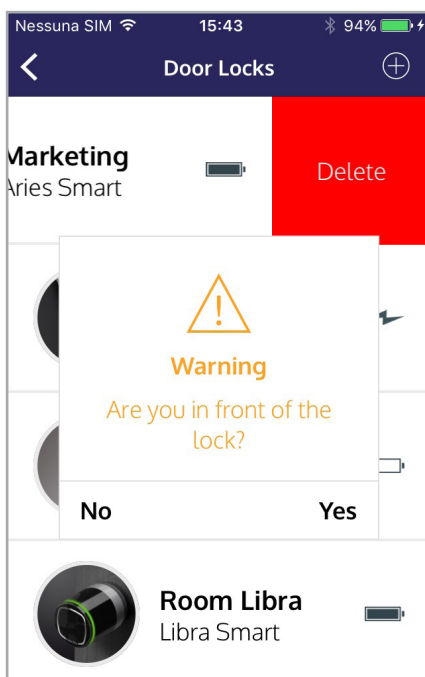 Nessuna SIM 15:43 94%
Door Locks
Marketing
Aries Smart
Delete
Warning
Are you in front of the
lock?
No Yes
Room Libra
Libra Smart